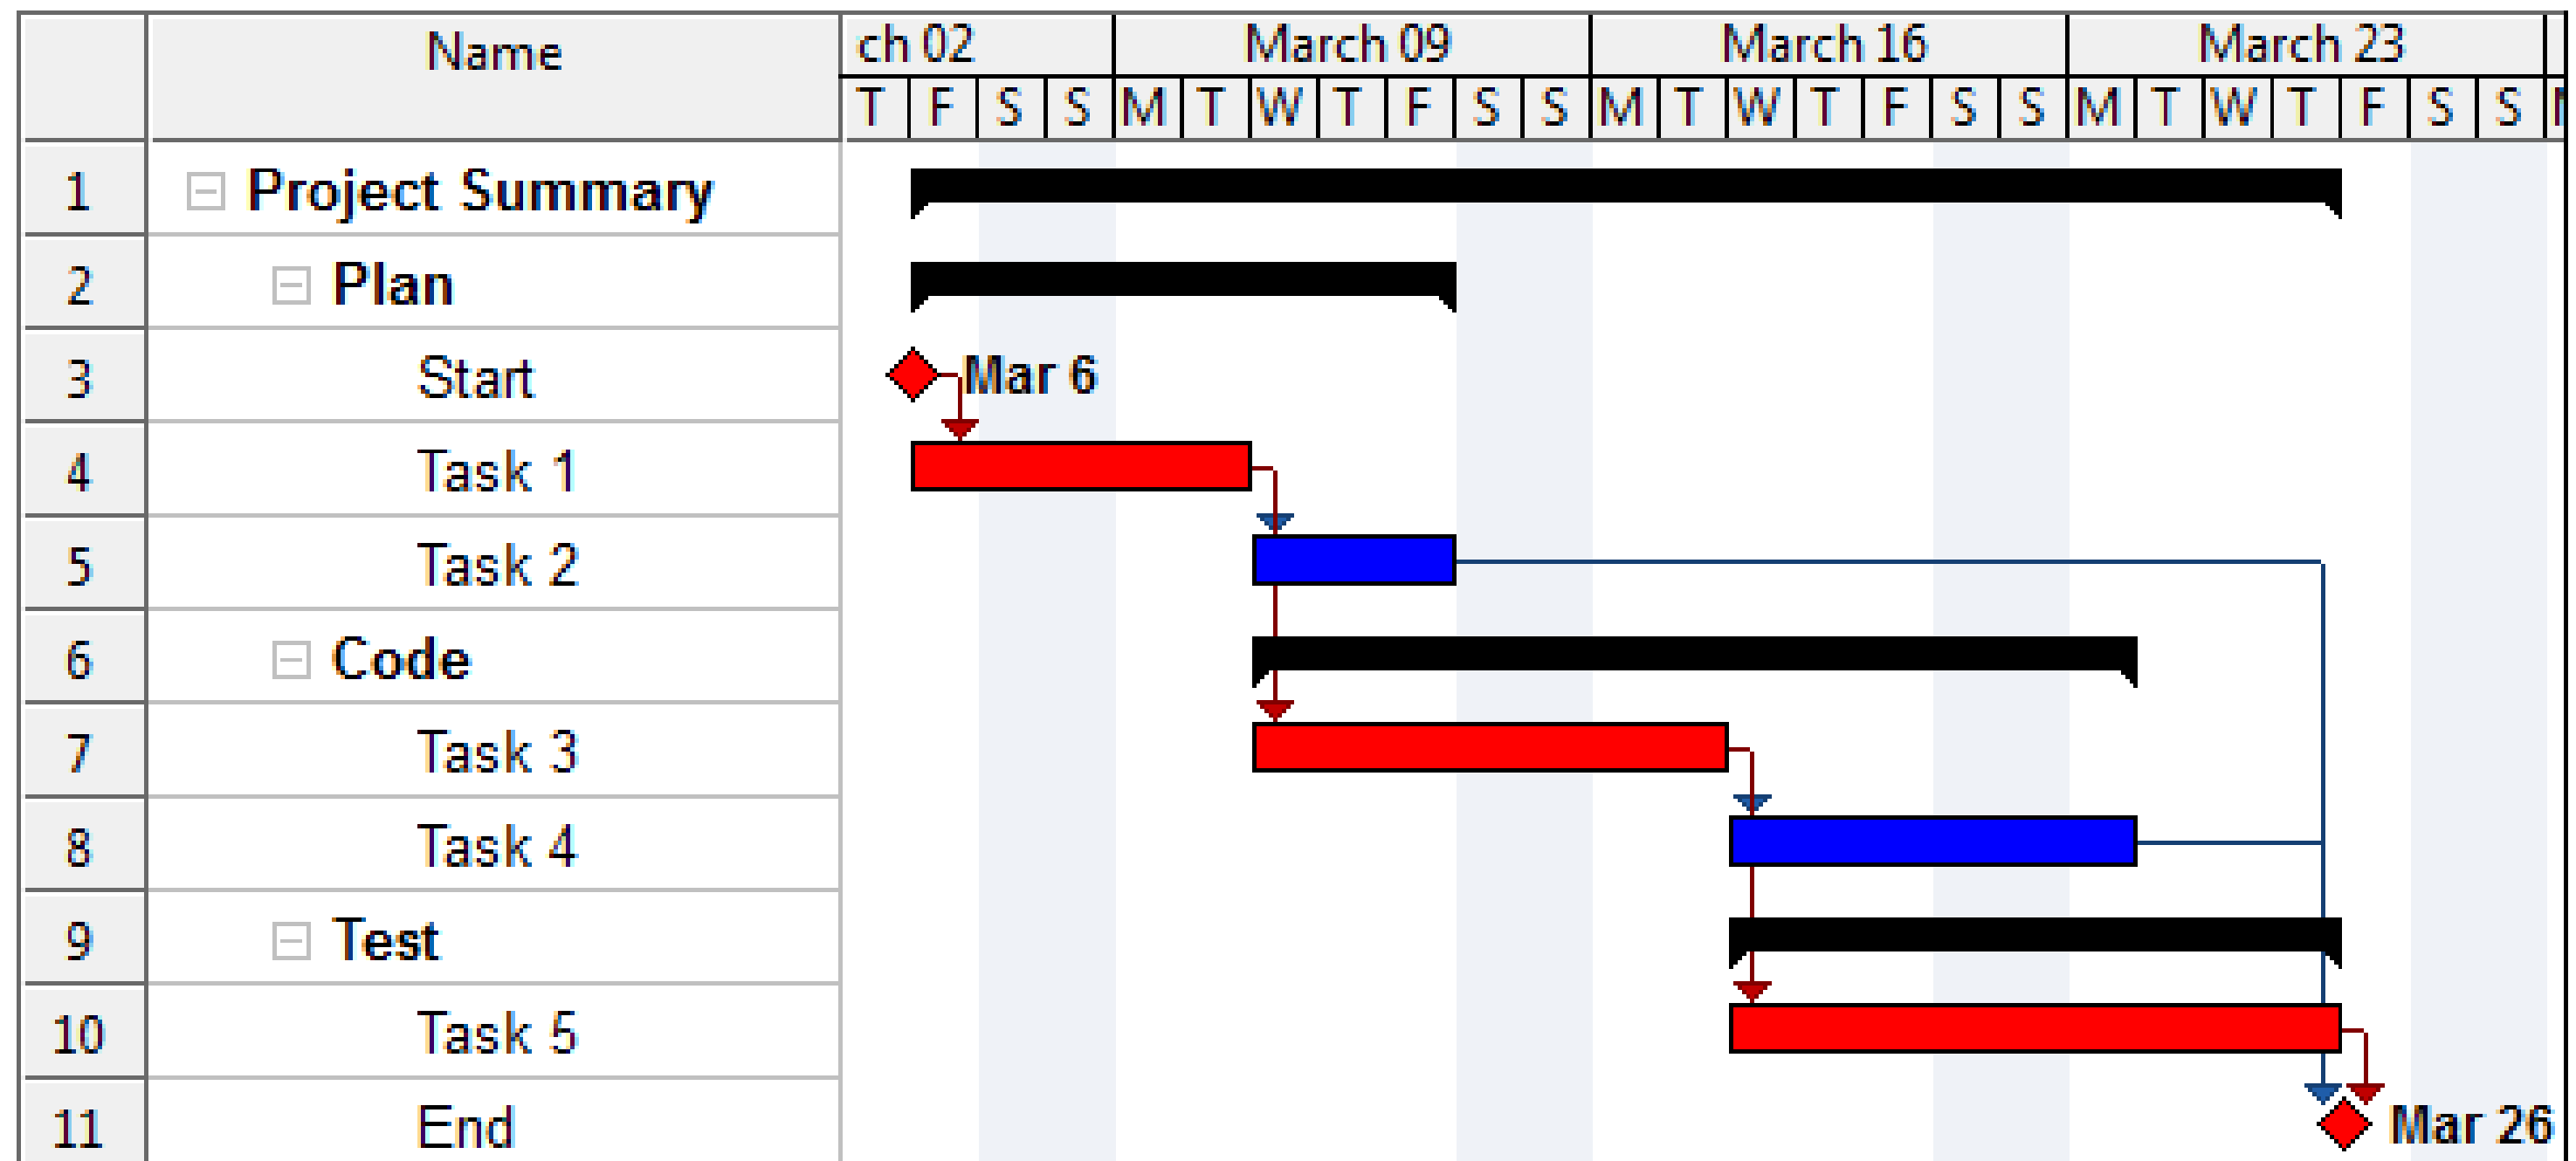 Name
ch 02 March 09 March 16 March 23
T F S S M T W T F S S M T W T F S S M T W T F S S
1 Project Summary
2 Plan
3 Start Mar 6
4 Task 1
5 Task 2
6 Code
7 Task 3
8 Task 4
9 Test
10 Task 5
11 End Mar 26